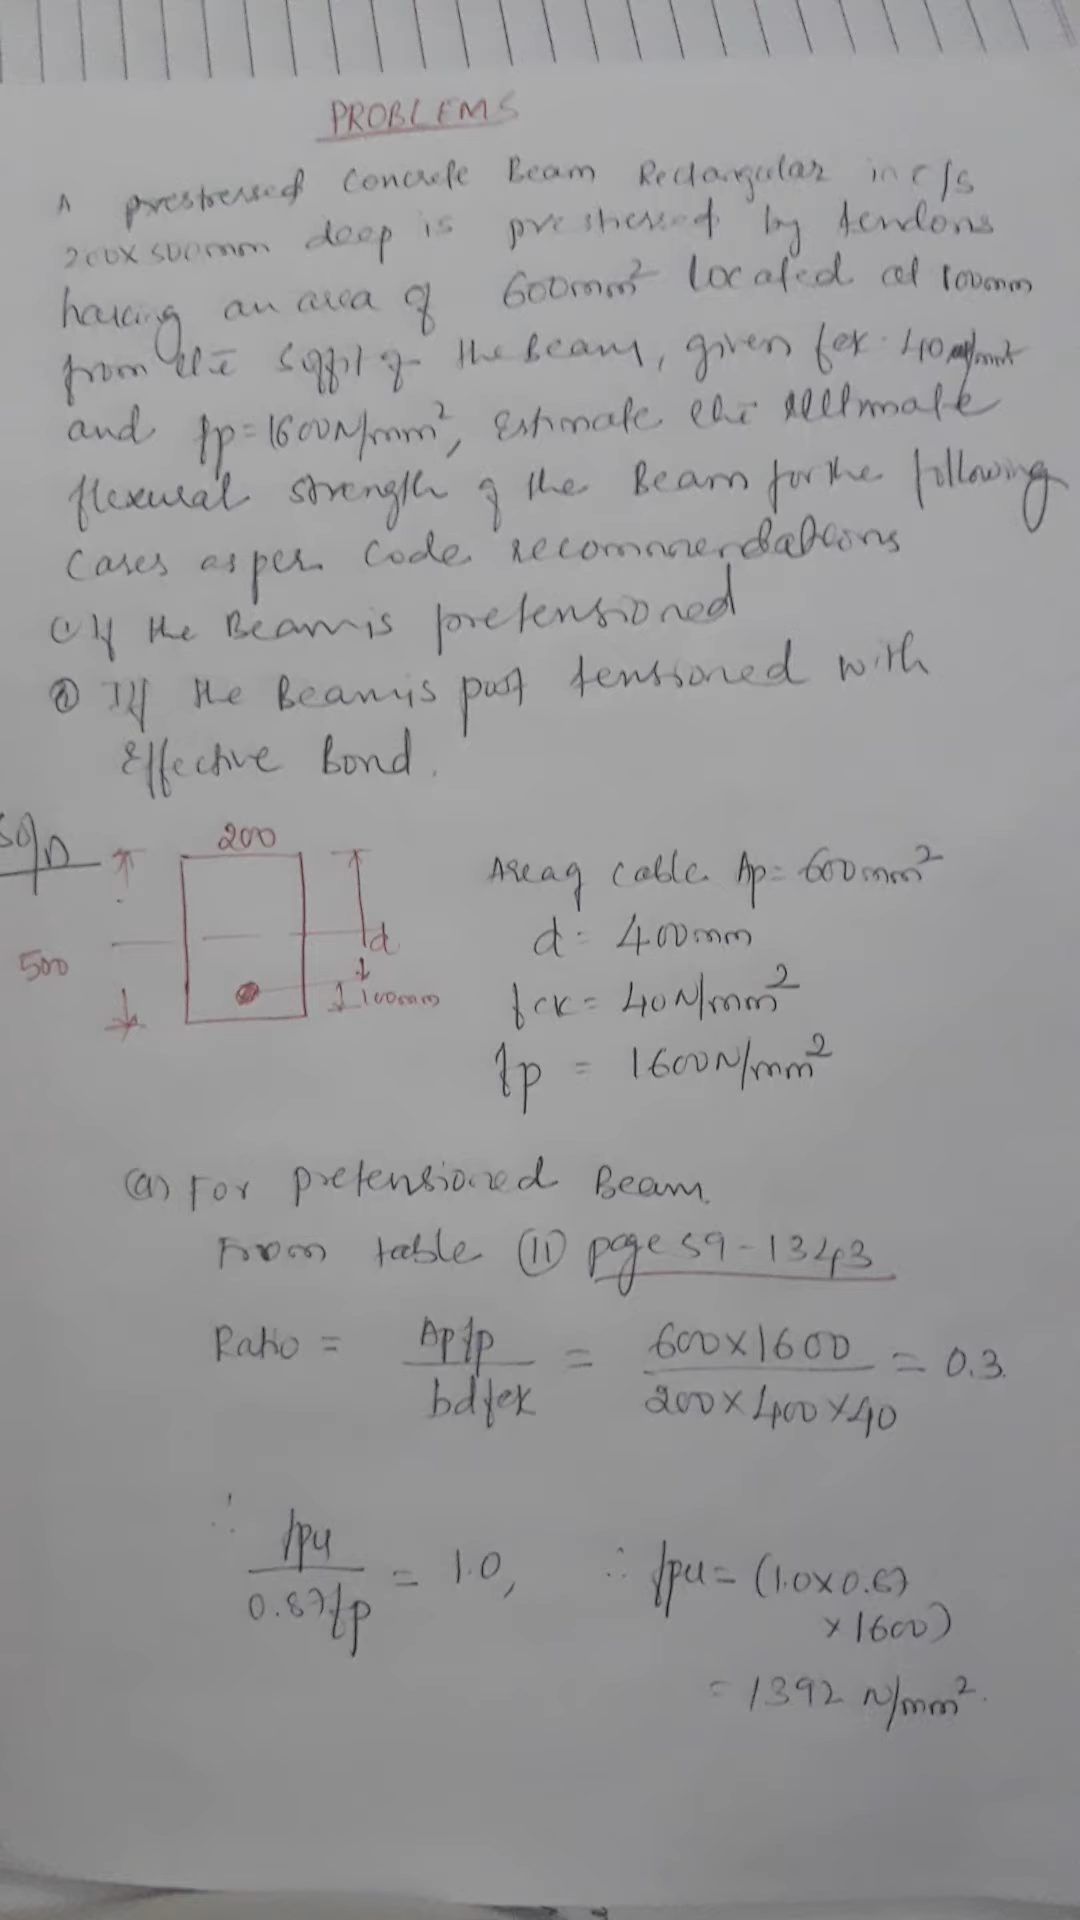 PROBLEMS
A prestressed Concrete Beam Rectangular in c/s
200x500mm deep is prestressed by tendons
having an area of 600mm² located at 100mm
from the soffit of the Beam, given fck. 40N/mm²
and fp=1600N/mm², Estimate the ultimate
flexural strength of the Beam for the following
Cases as per code recommendations
① If the Beam is pretensioned
② If the Beam is post tensioned with
Effective Bond.
Soln
200
500
d
100mm
Area of cable Ap= 600mm²
d= 400mm
fck= 40N/mm²
fp = 1600N/mm²
(a) For pretensioned Beam.
From table (11) page 59-1343
Ratio = Apfp/bdfck = 600x1600/200x400x40 = 0.3
∴ fpu/0.87fp = 1.0, ∴ fpu= (1.0x0.87
x1600)
= 1392 N/mm².